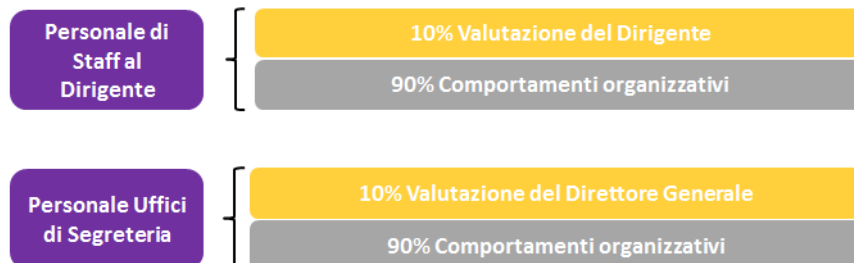 Personale di
Staff al
Dirigente
10% Valutazione del Dirigente
90% Comportamenti organizzativi
Personale Uffici
di Segreteria
10% Valutazione del Direttore Generale
90% Comportamenti organizzativi